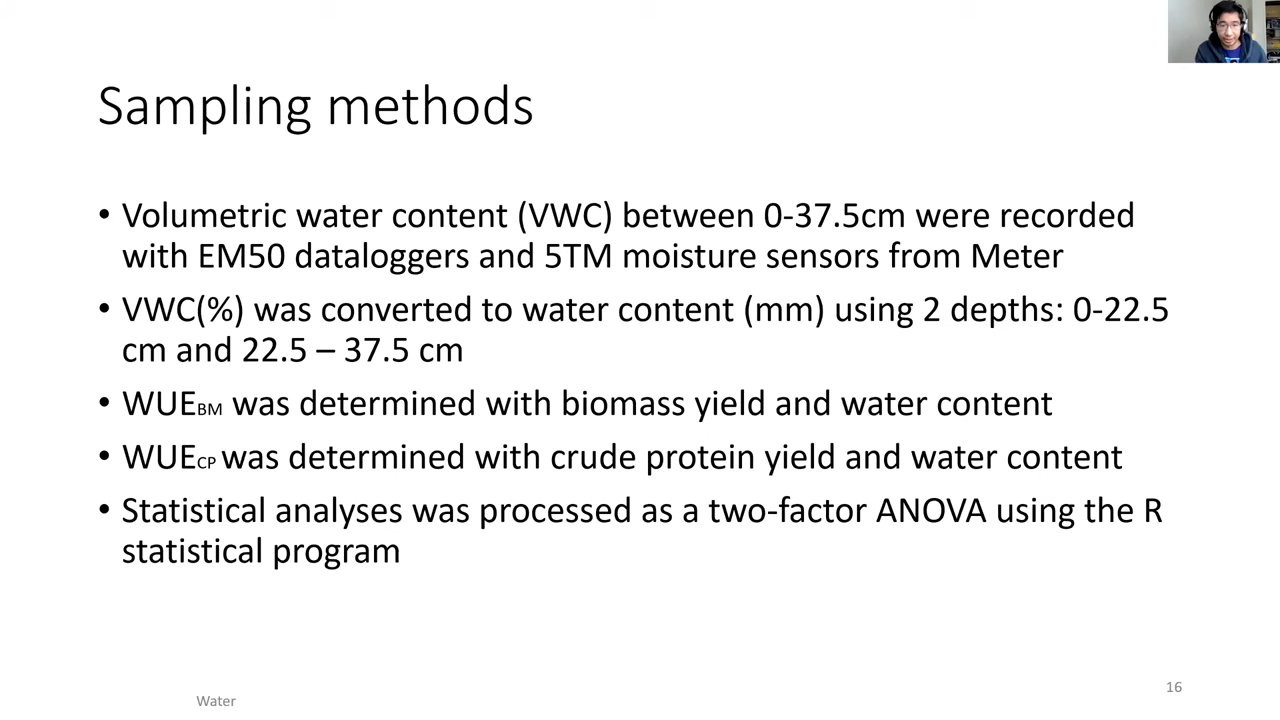 Sampling methods
• Volumetric water content (VWC) between 0-37.5cm were recorded
with EM50 dataloggers and 5TM moisture sensors from Meter
• VWC(%) was converted to water content (mm) using 2 depths: 0-22.5
cm and 22.5 – 37.5 cm
• WUEBM was determined with biomass yield and water content
• WUECP was determined with crude protein yield and water content
• Statistical analyses was processed as a two-factor ANOVA using the R
statistical program
16
Water